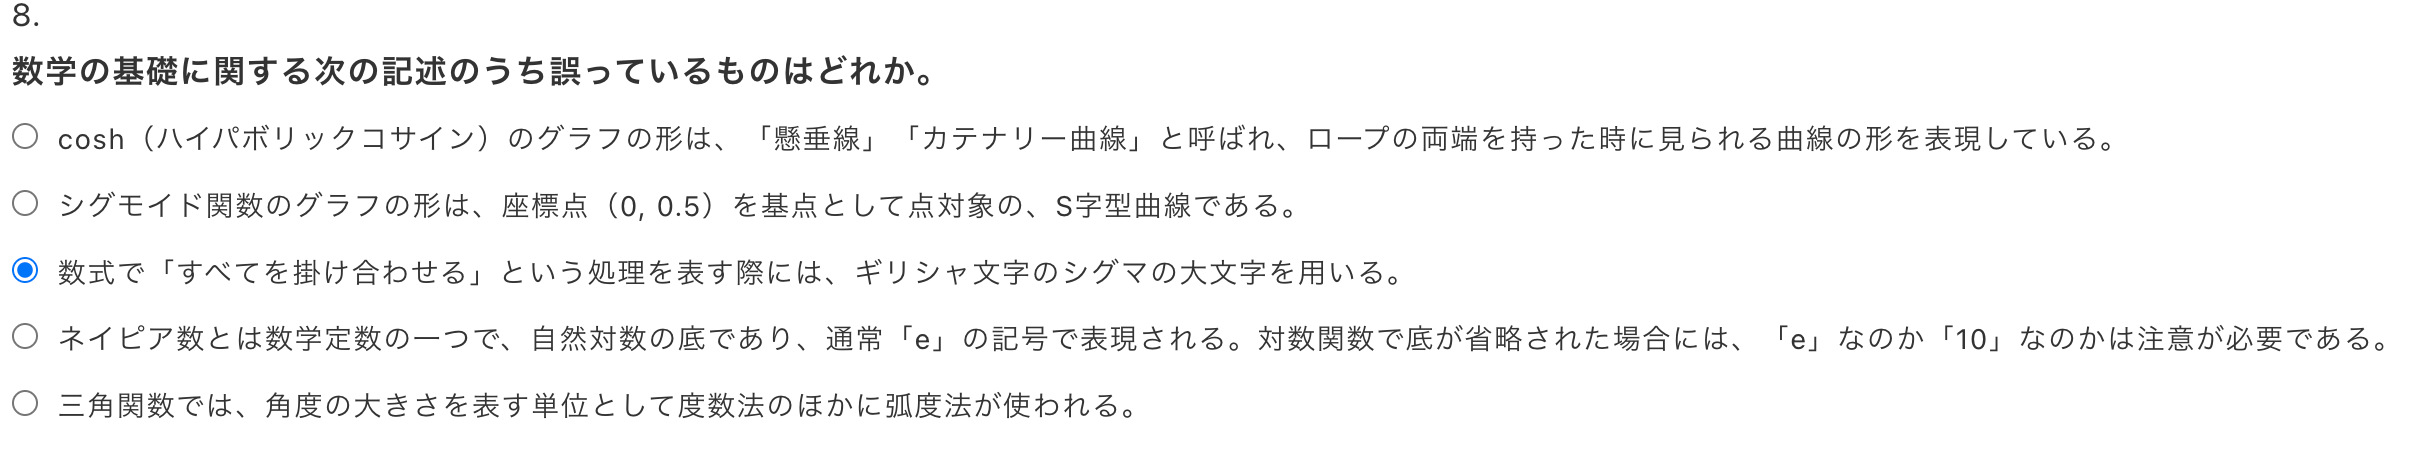 8.
数学の基礎に関する次の記述のうち誤っているものはどれか。
cosh（ハイパボリックコサイン）のグラフの形は、「懸垂線」「カテナリー曲線」と呼ばれ、ロープの両端を持った時に見られる曲線の形を表現している。
シグモイド関数のグラフの形は、座標点（0, 0.5）を基点として点対象の、S字型曲線である。
数式で「すべてを掛け合わせる」という処理を表す際には、ギリシャ文字のシグマの大文字を用いる。
ネイピア数とは数学定数の一つで、自然対数の底であり、通常「e」の記号で表現される。対数関数で底が省略された場合には、「e」なのか「10」なのかは注意が必要である。
三角関数では、角度の大きさを表す単位として度数法のほかに弧度法が使われる。